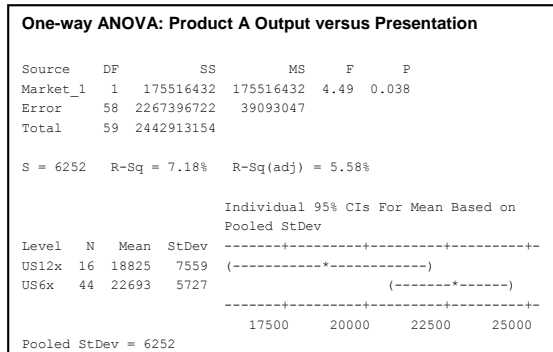 One-way ANOVA: Product A Output versus Presentation
Source DF SS MS F P
Market_1 1 175516432 175516432 4.49 0.038
Error 58 2267396722 39093047
Total 59 2442913154
S = 6252 R-Sq = 7.18% R-Sq(adj) = 5.58%
Individual 95% CIs For Mean Based on
Pooled StDev
Level N Mean StDev -------+---------+---------+---------+-
US12x 16 18825 7559 (-----------*------------)
US6x 44 22693 5727 (-------*------)
-------+---------+---------+---------+-
17500 20000 22500 25000
Pooled StDev = 6252